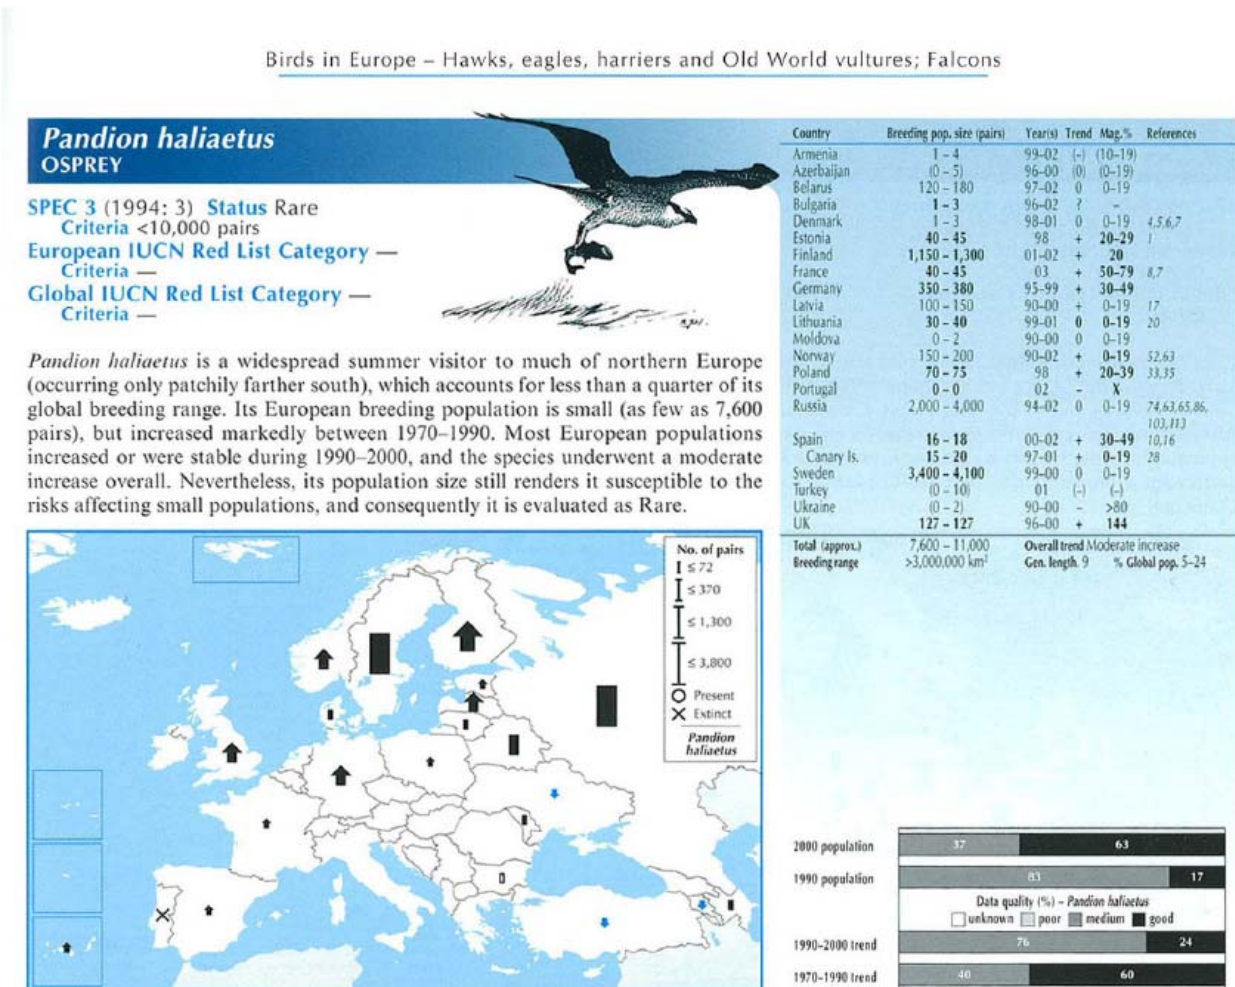 Birds in Europe – Hawks, eagles, harriers and Old World vultures; Falcons
Pandion haliaetus
OSPREY
SPEC 3 (1994: 3) Status Rare
Criteria <10,000 pairs
European IUCN Red List Category —
Criteria —
Global IUCN Red List Category —
Criteria —
Pandion haliaetus is a widespread summer visitor to much of northern Europe
(occurring only patchily farther south), which accounts for less than a quarter of its
global breeding range. Its European breeding population is small (as few as 7,600
pairs), but increased markedly between 1970–1990. Most European populations
increased or were stable during 1990–2000, and the species underwent a moderate
increase overall. Nevertheless, its population size still renders it susceptible to the
risks affecting small populations, and consequently it is evaluated as Rare.
No. of pairs
≤ 72
≤ 370
≤ 1,300
≤ 3,800
Present
Extinct
Pandion
haliaetus
Country Breeding pop. size (pairs) Year(s) Trend Mag.% References
Armenia 1 – 4 99–02 (–) (10–19)
Azerbaijan (0 – 5) 96–00 (0) (0–19)
Belarus 120 – 180 97–02 0 0–19
Bulgaria 1 – 3 96–02 ? –
Denmark 1 – 3 98–01 0 0–19 4,5,6,7
Estonia 40 – 45 98 + 20–29 1
Finland 1,150 – 1,300 01–02 + 20
France 40 – 45 03 + 50–79 8,7
Germany 350 – 380 95–99 + 30–49
Latvia 100 – 150 90–00 + 0–19 17
Lithuania 30 – 40 99–01 0 0–19 20
Moldova 0 – 2 90–00 0 0–19
Norway 150 – 200 90–02 + 0–19 52,63
Poland 70 – 75 98 + 20–39 33,35
Portugal 0 – 0 02 – X
Russia 2,000 – 4,000 94–02 0 0–19 74,63,65,86,
103,113
Spain 16 – 18 00–02 + 30–49 10,16
Canary Is. 15 – 20 97–01 + 0–19 28
Sweden 3,400 – 4,100 99–00 0 0–19
Turkey (0 – 10) 01 (–) (–)
Ukraine (0 – 2) 90–00 – >80
UK 127 – 127 96–00 + 144
Total (approx.) 7,600 – 11,000 Overall trend Moderate increase
Breeding range >3,000,000 km² Gen. length. 9 % Global pop. 5–24
2000 population 37 63
1990 population 83 17
Data quality (%) – Pandion haliaetus
unknown poor medium good
1990–2000 trend 76 24
1970–1990 trend 40 60